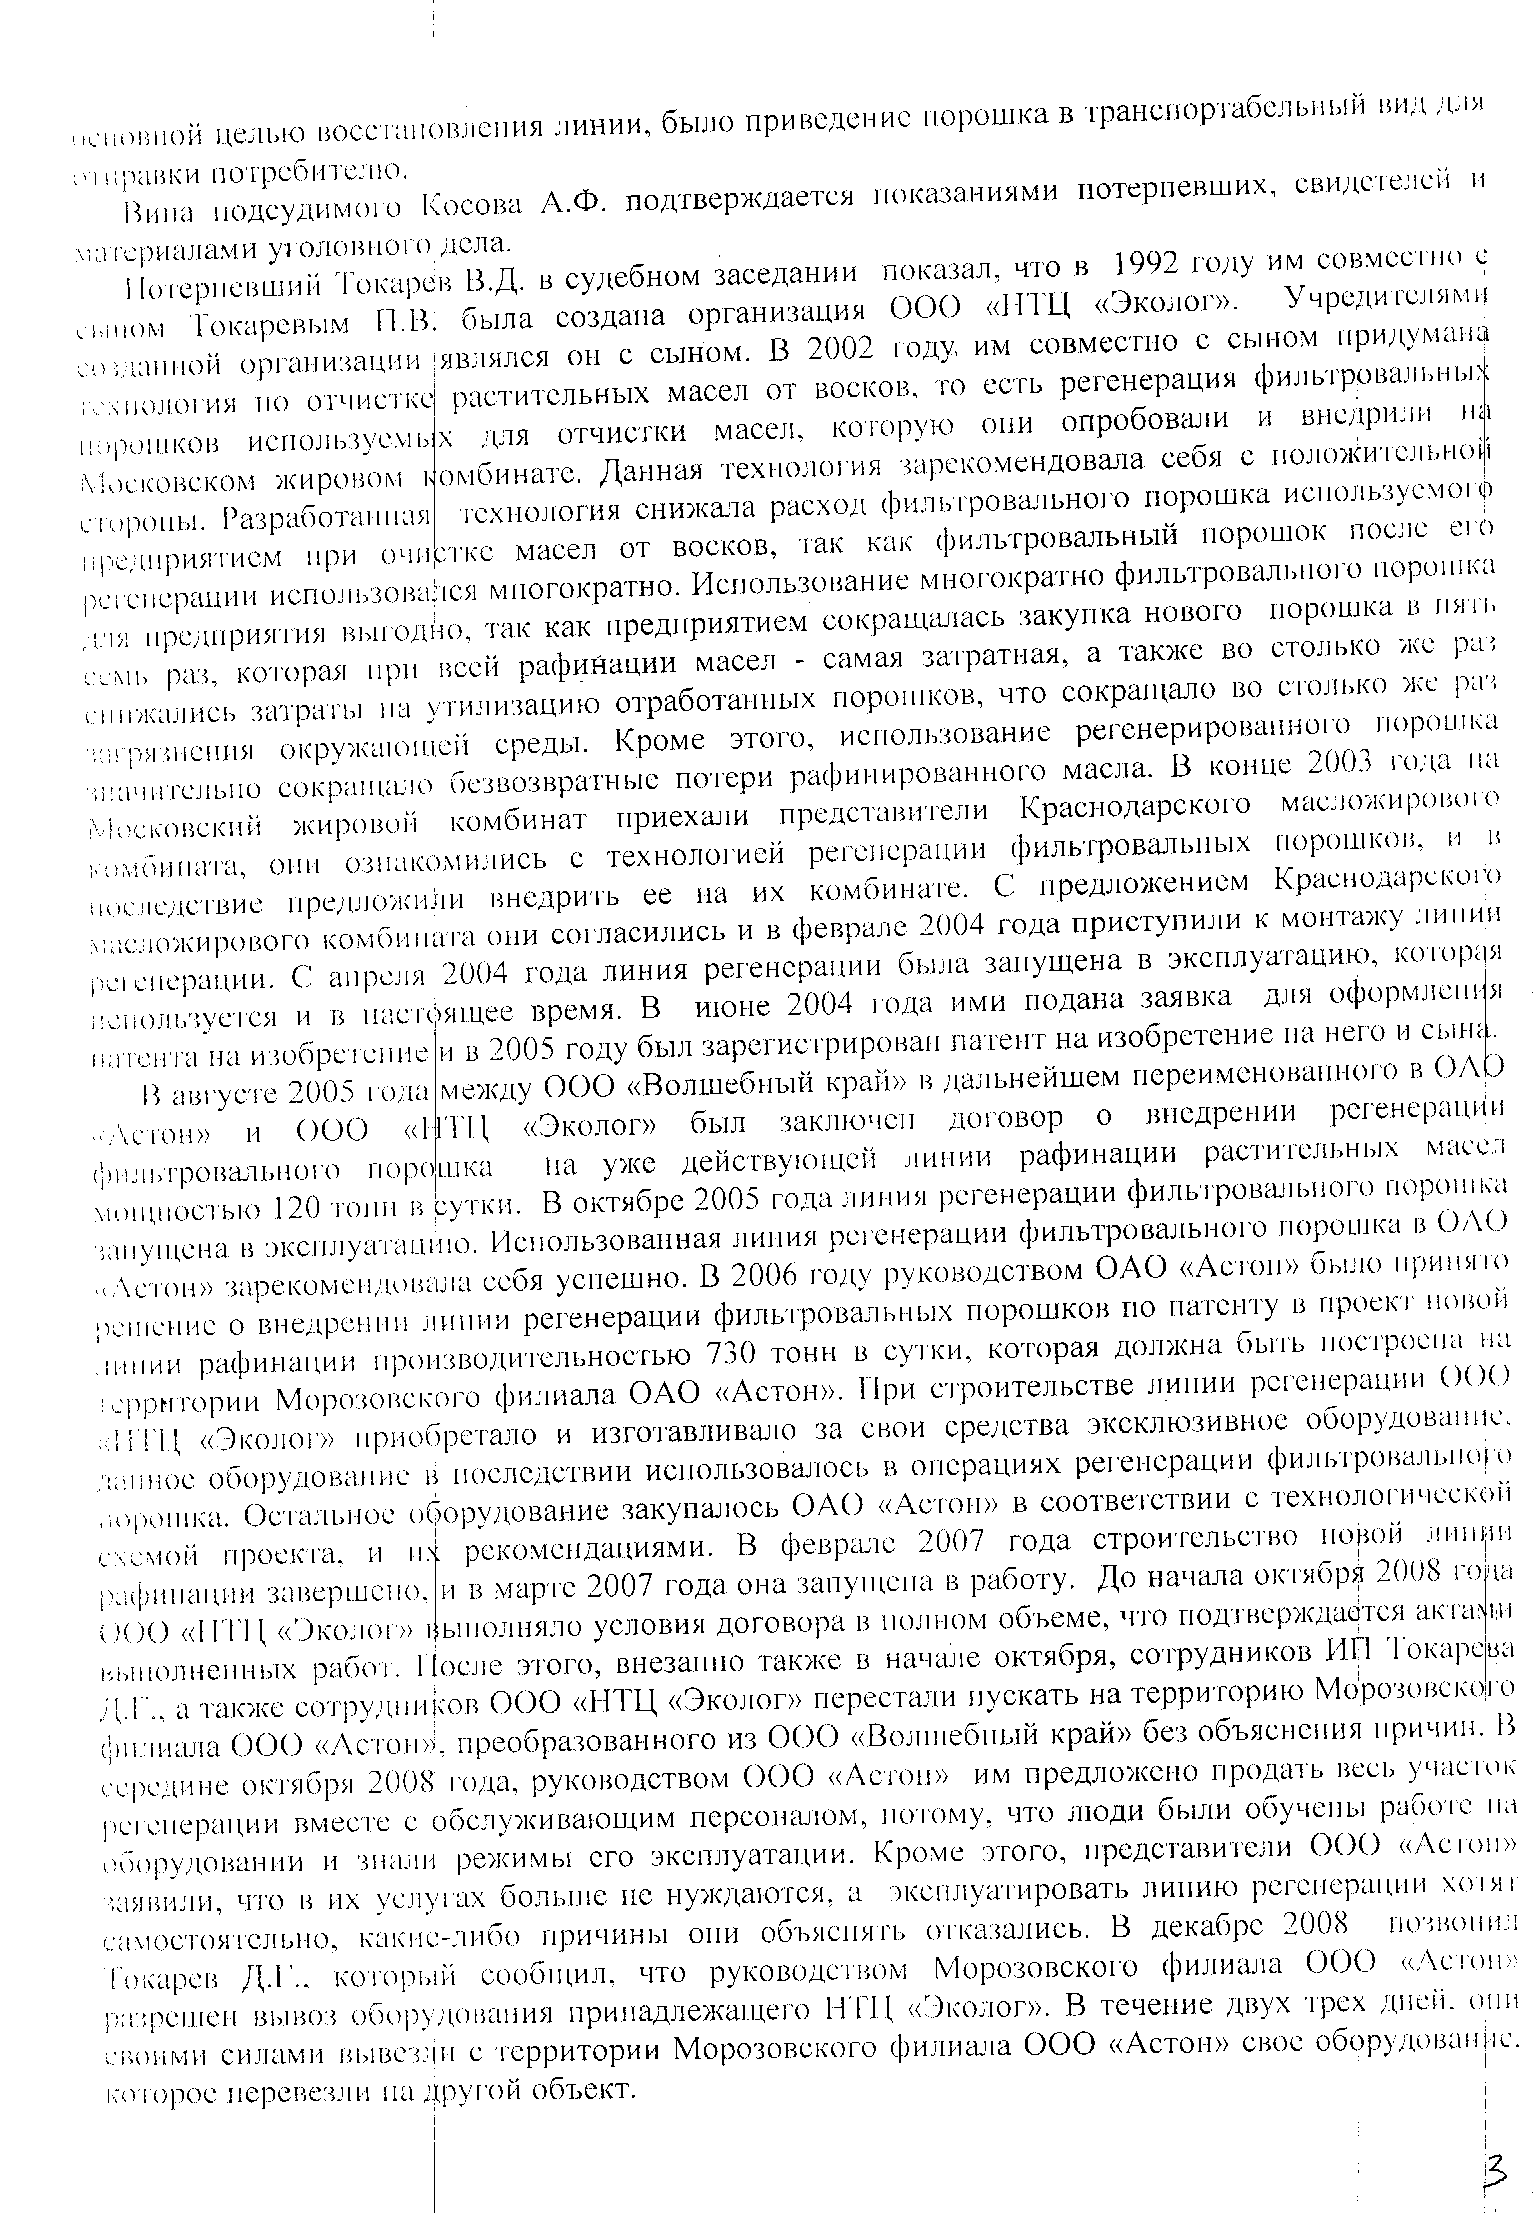 основной целью восстановления линии, было приведение порошка в транспортабельный вид для
отправки потребителю.
Вина подсудимого Косова А.Ф. подтверждается показаниями потерпевших, свидетелей и
материалами уголовного дела.
Потерпевший Токарев В.Д. в судебном заседании показал, что в 1992 году им совместно с
сыном Токаревым П.В. была создана организация ООО «НТЦ «Эколог». Учредителями
созданной организации являлся он с сыном. В 2002 году, им совместно с сыном придумана
технология по отчистке растительных масел от восков, то есть регенерация фильтровальных
порошков используемых для отчистки масел, которую они опробовали и внедрили на
Московском жировом комбинате. Данная технология зарекомендовала себя с положительной
стороны. Разработанная технология снижала расход фильтровального порошка используемого
предприятием при очистке масел от восков, так как фильтровальный порошок после его
регенерации использовался многократно. Использование многократно фильтровального порошка
для предприятия выгодно, так как предприятием сокращалась закупка нового порошка в пять
семь раз, которая при всей рафинации масел - самая затратная, а также во столько же раз
снижались затраты на утилизацию отработанных порошков, что сокращало во столько же раз
загрязнения окружающей среды. Кроме этого, использование регенерированного порошка
значительно сокращало безвозвратные потери рафинированного масла. В конце 2003 года на
Московский жировой комбинат приехали представители Краснодарского масложирового
комбината, они ознакомились с технологией регенерации фильтровальных порошков, и в
последствие предложили внедрить ее на их комбинате. С предложением Краснодарского
масложирового комбината они согласились и в феврале 2004 года приступили к монтажу линии
регенерации. С апреля 2004 года линия регенерации была запущена в эксплуатацию, которая
используется и в настоящее время. В июне 2004 года ими подана заявка для оформления
патента на изобретение и в 2005 году был зарегистрирован патент на изобретение на него и сына.
В августе 2005 года между ООО «Волшебный край» в дальнейшем переименованного в ОАО
«Астон» и ООО «НТЦ «Эколог» был заключен договор о внедрении регенерации
фильтровального порошка на уже действующей линии рафинации растительных масел
мощностью 120 тонн в сутки. В октябре 2005 года линия регенерации фильтровального порошка
запущена в эксплуатацию. Использованная линия регенерации фильтровального порошка в ОАО
«Астон» зарекомендовала себя успешно. В 2006 году руководством ОАО «Астон» было принято
решение о внедрении линии регенерации фильтровальных порошков по патенту в проект новой
линии рафинации производительностью 730 тонн в сутки, которая должна быть построена на
территории Морозовского филиала ОАО «Астон». При строительстве линии регенерации ООО
«НТЦ «Эколог» приобретало и изготавливало за свои средства эксклюзивное оборудование,
данное оборудование в последствии использовалось в операциях регенерации фильтровального
порошка. Остальное оборудование закупалось ОАО «Астон» в соответствии с технологической
схемой проекта, и их рекомендациями. В феврале 2007 года строительство новой линии
рафинации завершено, и в марте 2007 года она запущена в работу. До начала октября 2008 года
ООО «НТЦ «Эколог» выполняло условия договора в полном объеме, что подтверждается актами
выполненных работ. После этого, внезапно также в начале октября, сотрудников ИП Токарева
Д.Г., а также сотрудников ООО «НТЦ «Эколог» перестали пускать на территорию Морозовского
филиала ООО «Астон», преобразованного из ООО «Волшебный край» без объяснения причин. В
середине октября 2008 года, руководством ООО «Астон» им предложено продать весь участок
регенерации вместе с обслуживающим персоналом, потому, что люди были обучены работе на
оборудовании и знали режимы его эксплуатации. Кроме этого, представители ООО «Астон»
заявили, что в их услугах больше не нуждаются, а эксплуатировать линию регенерации хотят
самостоятельно, какие-либо причины они объяснять отказались. В декабре 2008 позвонил
Токарев Д.Г., который сообщил, что руководством Морозовского филиала ООО «Астон»
разрешен вывоз оборудования принадлежащего НТЦ «Эколог». В течение двух трех дней, они
своими силами вывезли с территории Морозовского филиала ООО «Астон» свое оборудование,
которое перевезли на другой объект.
3